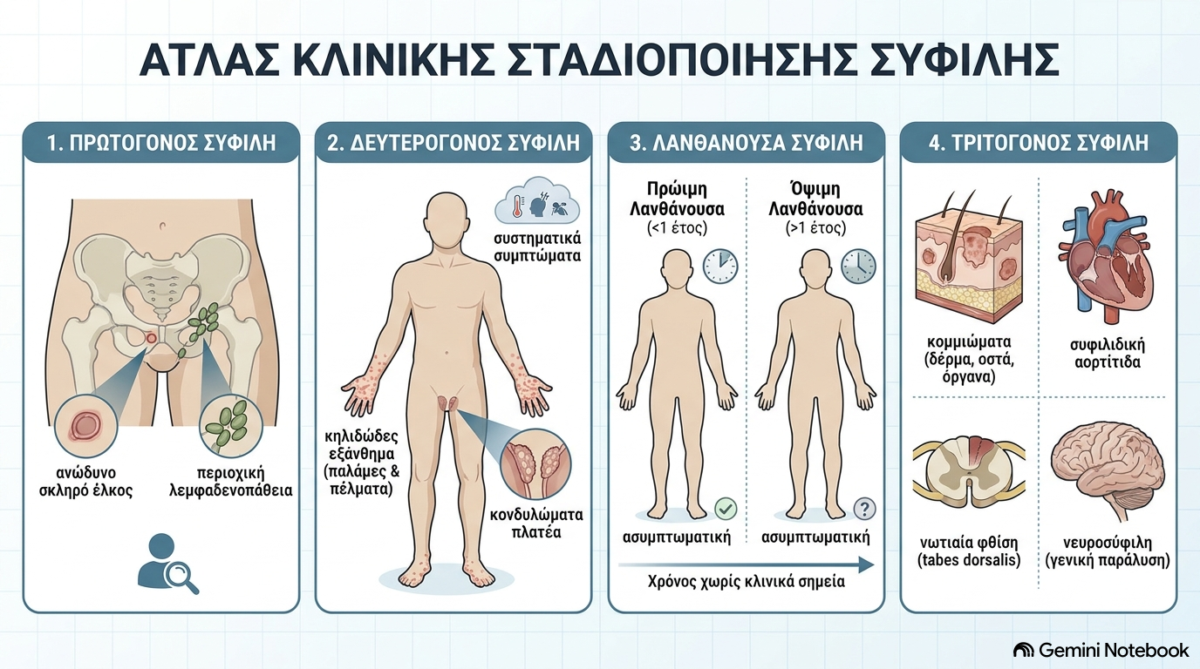 ΑΤΛΑΣ ΚΛΙΝΙΚΗΣ ΣΤΑΔΙΟΠΟΙΗΣΗΣ ΣΥΦΙΛΗΣ
1. ΠΡΩΤΟΓΟΝΟΣ ΣΥΦΙΛΗ
ανώδυνο
σκληρό έλκος
περιοχική
λεμφαδενοπάθεια
2. ΔΕΥΤΕΡΟΓΟΝΟΣ ΣΥΦΙΛΗ
συστηματικά
συμπτώματα
κηλιδώδες
εξάνθημα
(παλάμες &
πέλματα)
κονδυλώματα
πλατέα
3. ΛΑΝΘΑΝΟΥΣΑ ΣΥΦΙΛΗ
Πρώιμη
Λανθάνουσα
(<1 έτος)
Όψιμη
Λανθάνουσα
(>1 έτος)
ασυμπτωματική
?
ασυμπτωματική
Χρόνος χωρίς κλινικά σημεία
4. ΤΡΙΤΟΓΟΝΟΣ ΣΥΦΙΛΗ
κομμιώματα
(δέρμα, οστά,
όργανα)
συφιλιδική
αορτίτιδα
νωτιαία φθίση
(tabes dorsalis)
νευροσύφιλη
(γενική παράλυση)
Gemini Notebook